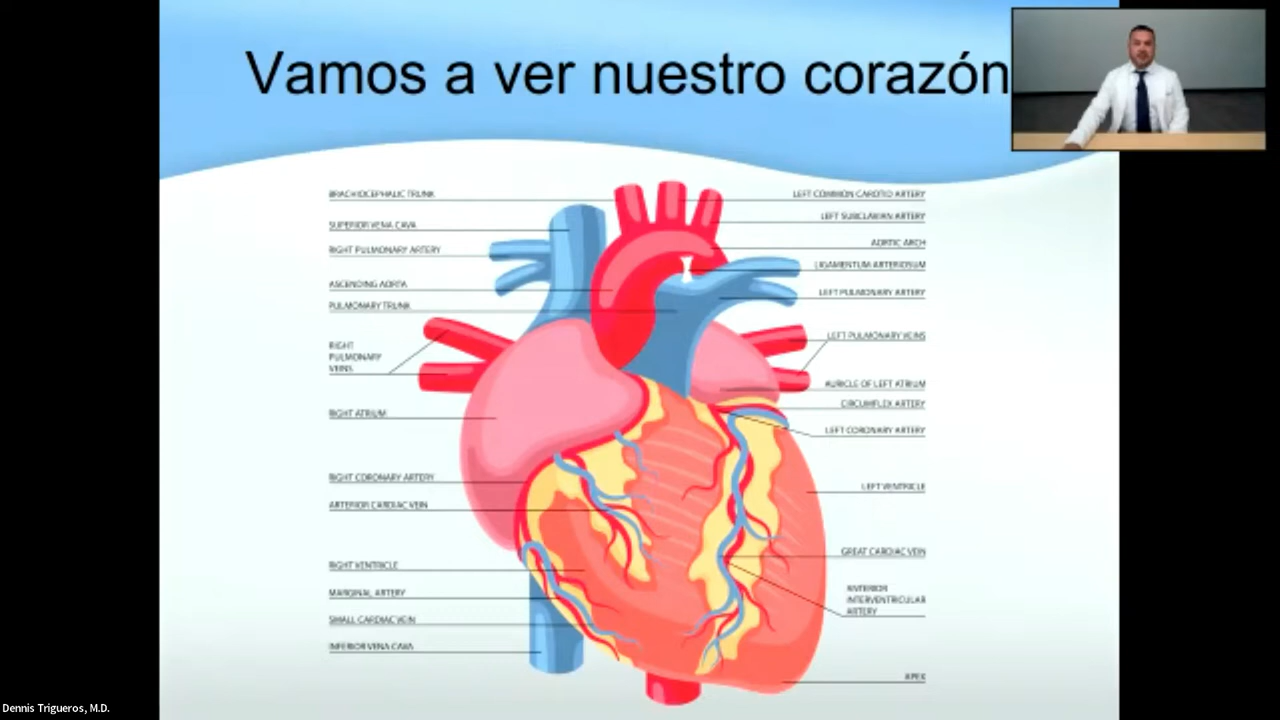 Vamos a ver nuestro corazón
BRACHIOCEPHALIC TRUNK
SUPERIOR VENA CAVA
RIGHT PULMONARY ARTERY
ASCENDING AORTA
PULMONARY TRUNK
RIGHT
PULMONARY
VEINS
RIGHT ATRIUM
RIGHT CORONARY ARTERY
ARTERIOR CARDIAC VEIN
RIGHT VENTRICLE
MARGINAL ARTERY
SMALL CARDIAC VEIN
INFERIOR VENA CAVA
LEFT COMMON CAROTID ARTERY
LEFT SUBCLAVIAN ARTERY
AORTIC ARCH
LIGAMENTUM ARTERIOSUM
LEFT PULMONARY ARTERY
LEFT PULMONARY VEINS
AURICLE OF LEFT ATRIUM
CIRCUMFLEX ARTERY
LEFT CORONARY ARTERY
LEFT VENTRICLE
GREAT CARDIAC VEIN
ANTERIOR
INTERVENTRICULAR
ARTERY
APEX
Dennis Trigueros, M.D.